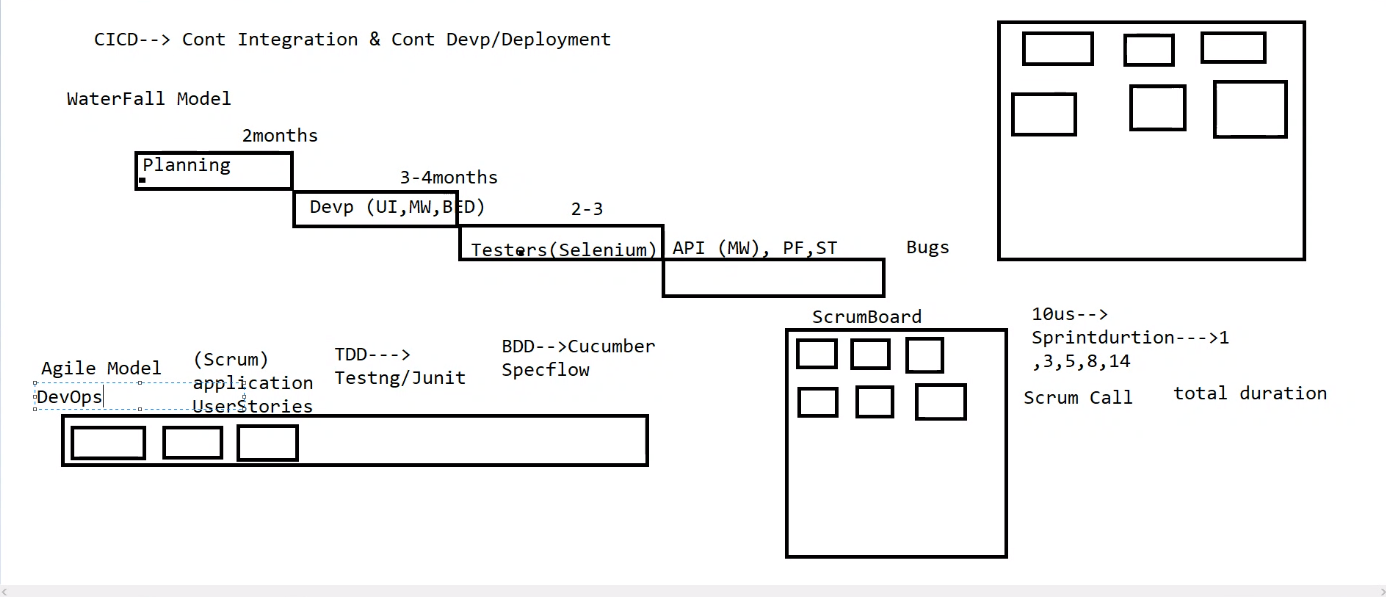 CICD--> Cont Integration & Cont Devp/Deployment
WaterFall Model
2months
Planning
3-4months
Devp (UI,MW,BED)
2-3
Testers(Selenium)
API (MW), PF,ST
Bugs
ScrumBoard
10us-->
Sprintdurtion--->1
,3,5,8,14
Scrum Call
total duration
Agile Model
DevOps
(Scrum)
application
UserStories
TDD--->
Testng/Junit
BDD-->Cucumber
Specflow